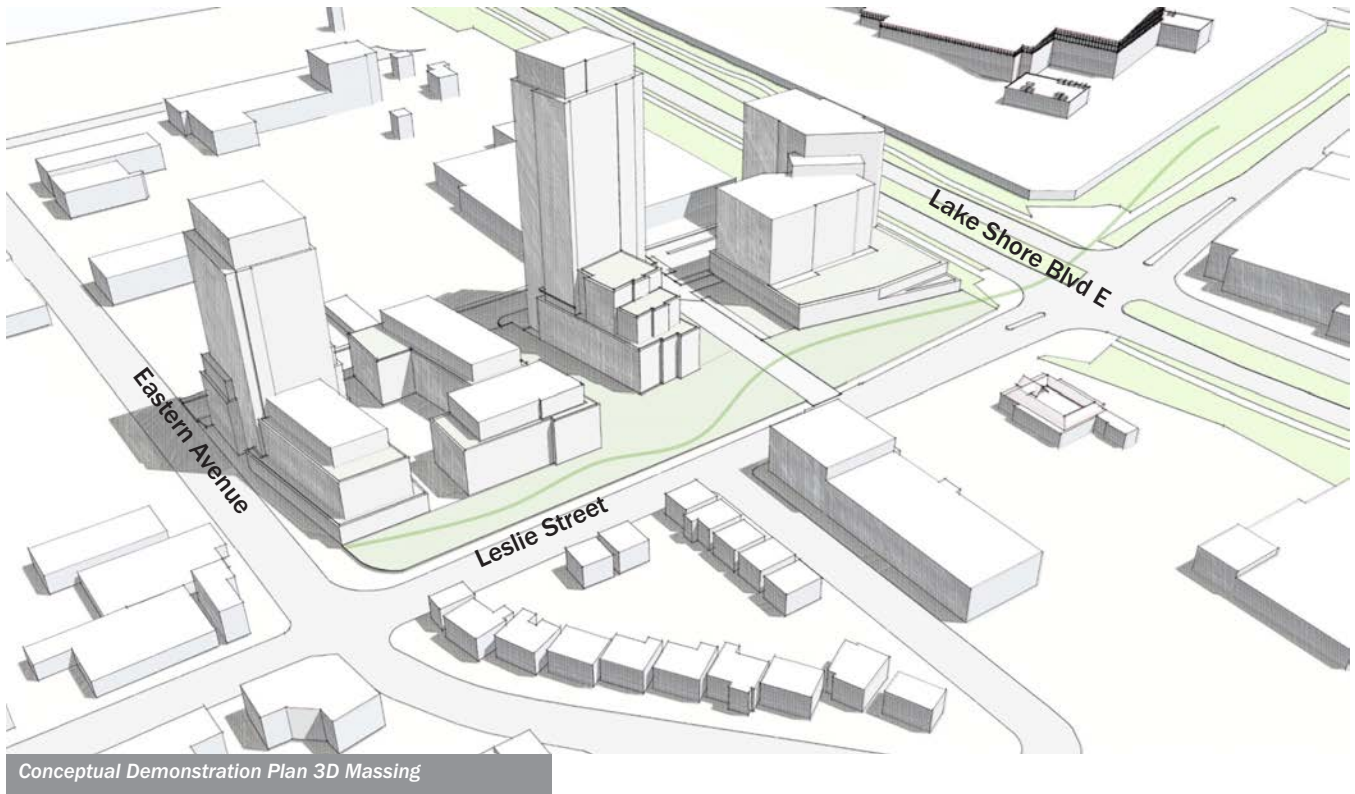 Lake Shore Blvd E
Eastern Avenue
Leslie Street
Conceptual Demonstration Plan 3D Massing